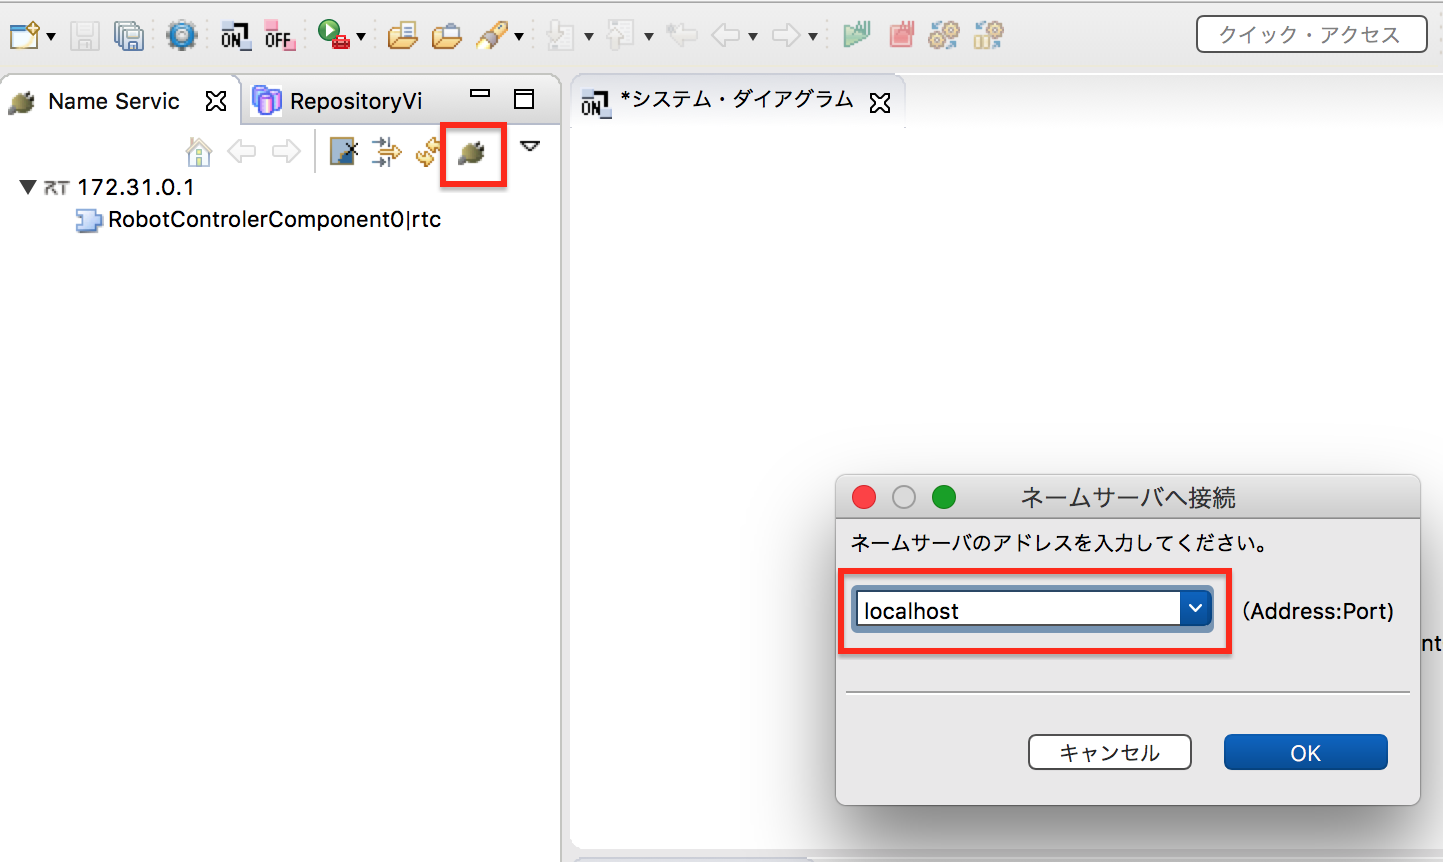 ON
OFF
クイック・アクセス
Name Servic
RepositoryVi
ON
*システム・ダイアグラム
RT 172.31.0.1
RobotControlerComponent0|rtc
ネームサーバへ接続
ネームサーバのアドレスを入力してください。
localhost
(Address:Port)
nt
キャンセル
OK